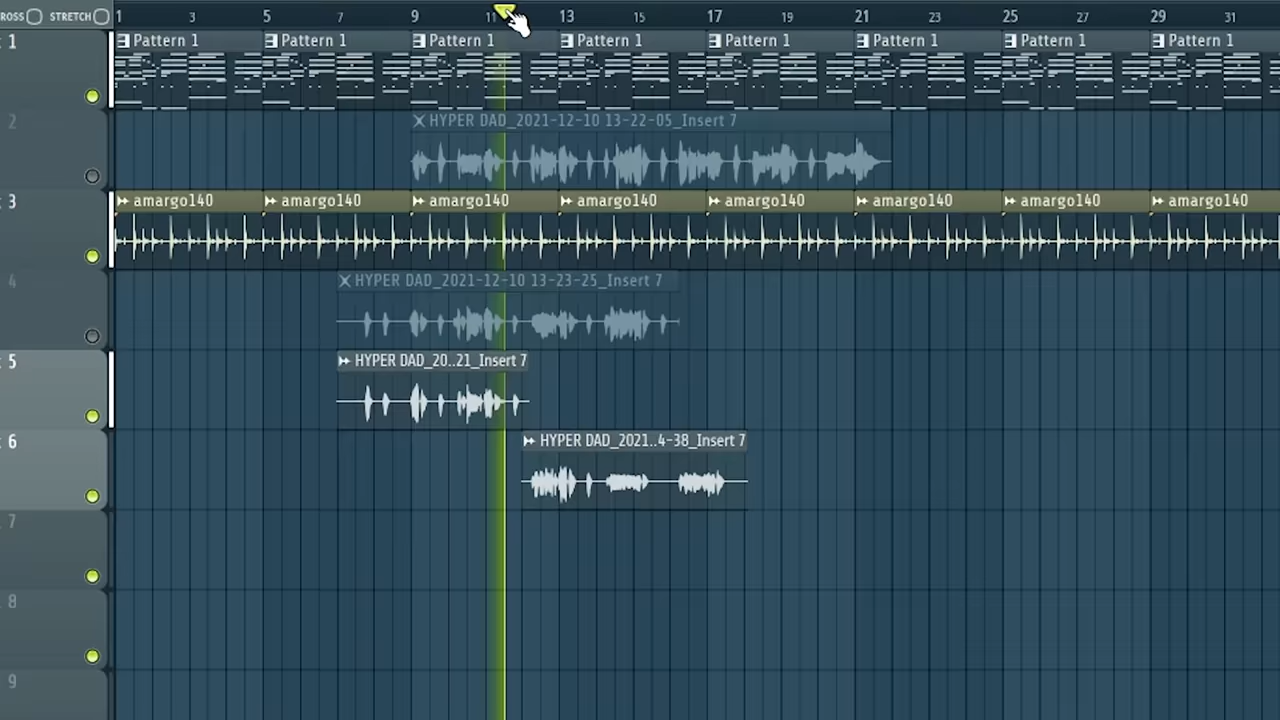 ROSS STRETCH 1 3 5 7 9 11 13 15 17 19 21 23 25 27 29 31
1 Pattern 1 Pattern 1 Pattern 1 Pattern 1 Pattern 1 Pattern 1 Pattern 1 Pattern 1
2 HYPER DAD_2021-12-10 13-22-05_Insert 7
3 amargo140 amargo140 amargo140 amargo140 amargo140 amargo140 amargo140 amargo140
4 HYPER DAD_2021-12-10 13-23-25_Insert 7
5 HYPER DAD_20..21_Insert 7
6 HYPER DAD_2021..4-38_Insert 7
7
8
9